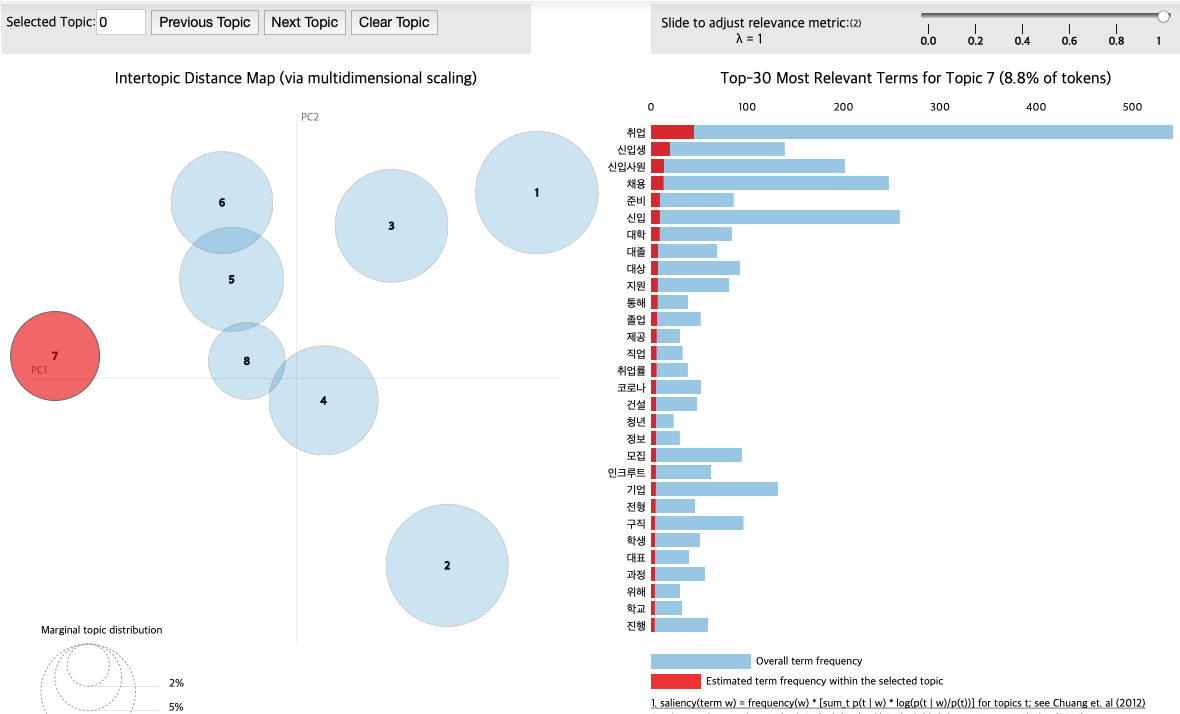 Selected Topic: 0 Previous Topic Next Topic Clear Topic
Slide to adjust relevance metric:(2)
λ = 1
0.0 0.2 0.4 0.6 0.8 1
Intertopic Distance Map (via multidimensional scaling)
PC2
PC1
6
3
1
5
7
8
4
2
Marginal topic distribution
2%
5%
Top-30 Most Relevant Terms for Topic 7 (8.8% of tokens)
0 100 200 300 400 500
취업
신입생
신입사원
채용
준비
신입
대학
대졸
대상
지원
통해
졸업
제공
직업
취업률
코로나
건설
청년
정보
모집
인크루트
기업
전형
구직
학생
대표
과정
위해
학교
진행
Overall term frequency
Estimated term frequency within the selected topic
1. saliency(term w) = frequency(w) * [sum_t p(t | w) * log(p(t | w)/p(t))] for topics t; see Chuang et. al (2012)